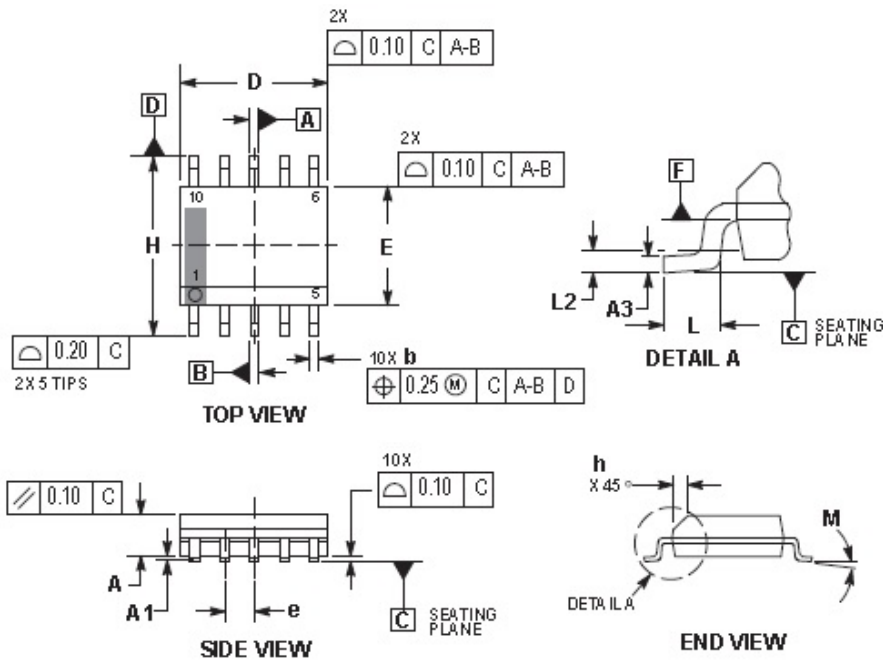 2X
⌓ 0.10 C A-B
D
D
A
2X
⌓ 0.10 C A-B
10
6
H
E
1
5
F
L2
A3
L
C SEATING
PLANE
DETAIL A
⌓ 0.20 C
2X 5 TIPS
B
10X b
⌖ 0.25 Ⓜ C A-B D
TOP VIEW
⫽ 0.10 C
10X
⌓ 0.10 C
h
X 45°
M
A
A1
e
C SEATING
PLANE
DETAIL A
SIDE VIEW
END VIEW